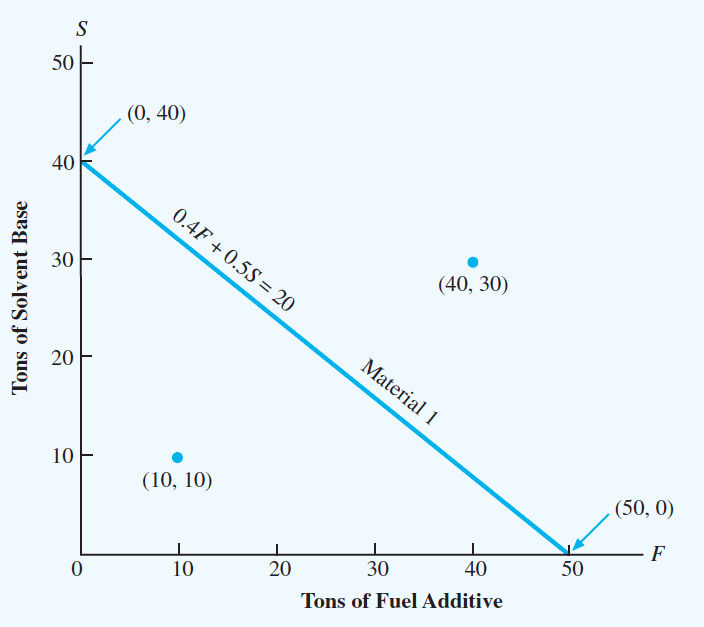 S
50
(0, 40)
40
0.4F + 0.5S = 20
30
(40, 30)
Tons of Solvent Base
20
Material 1
10
(10, 10)
(50, 0)
F
0
10
20
30
40
50
Tons of Fuel Additive